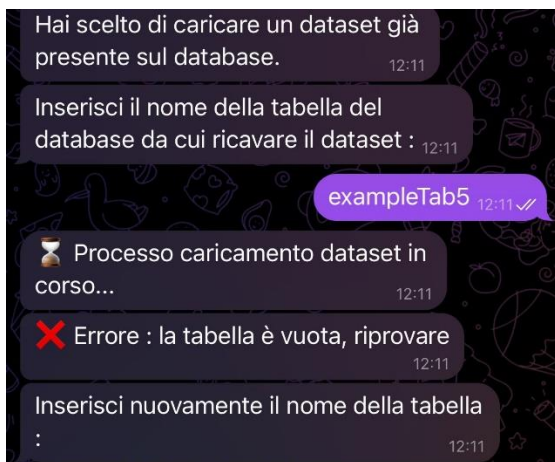 Hai scelto di caricare un dataset già
presente sul database.
12:11
Inserisci il nome della tabella del
database da cui ricavare il dataset : 12:11
exampleTab5 12:11
⏳ Processo caricamento dataset in
corso...
12:11
❌ Errore : la tabella è vuota, riprovare
12:11
Inserisci nuovamente il nome della tabella
:
12:11